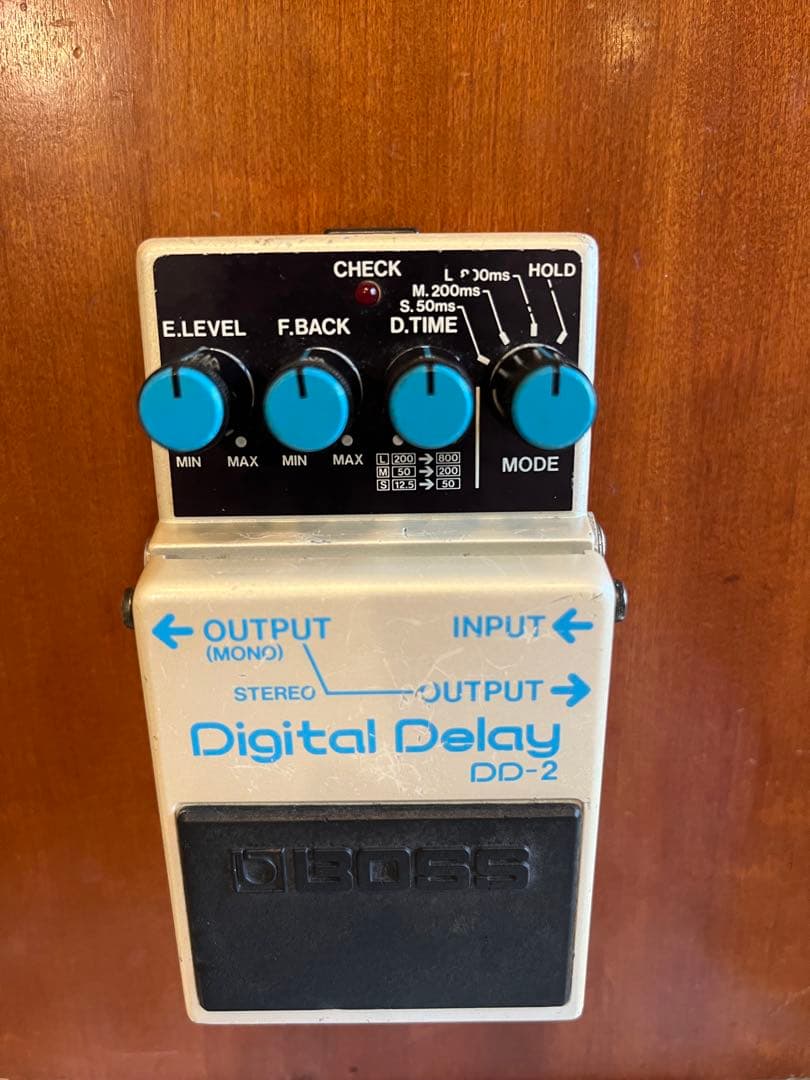 CHECK
HOLD
M.200ms
S.50ms
E.LEVEL F.BACK D.TIME
MIN MAX MIN MAX
L 200 → 800
M 50 → 200
S 12.5 → 50
MODE
← OUTPUT INPUT ←
(MONO)
STEREO OUTPUT →
Digital Delay
DD-2
BOSS